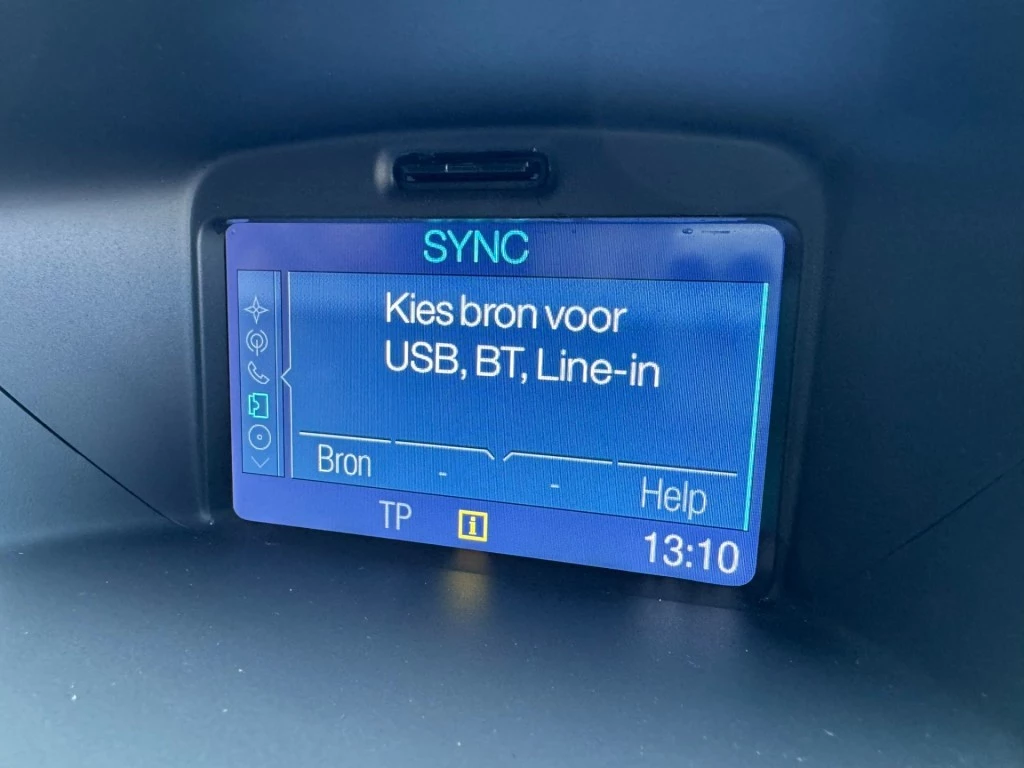 SYNC
Kies bron voor
USB, BT, Line-in
Bron - - Help
TP i 13:10